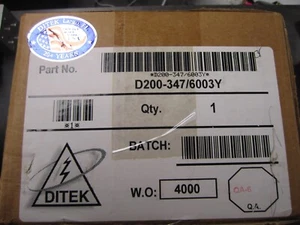 Part No.
*D200-347/6003Y*
D200-347/6003Y
Qty.
1
*1*
BATCH:
DITEK
W.O:
4000
Q.A.